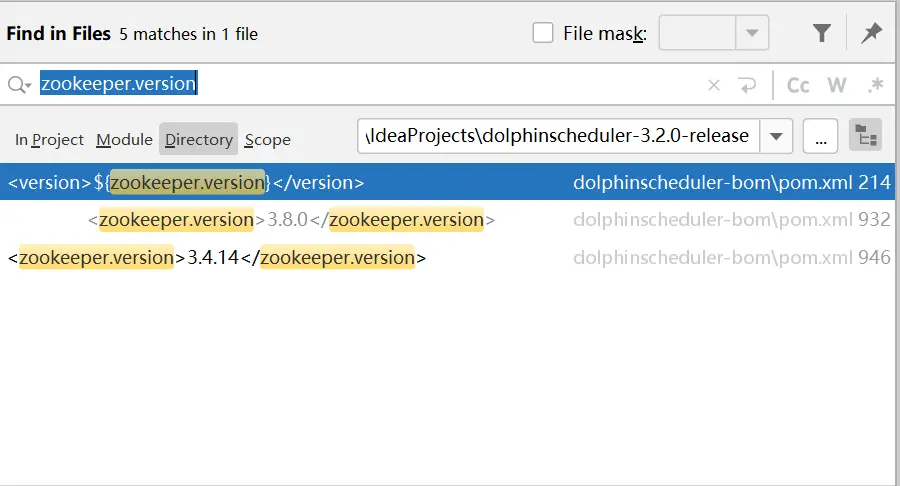 Find in Files 5 matches in 1 file File mask:
zookeeper.version Cc W .*
In Project Module Directory Scope \IdeaProjects\dolphinscheduler-3.2.0-release ...
<version>${zookeeper.version}</version> dolphinscheduler-bom\pom.xml 214
<zookeeper.version>3.8.0</zookeeper.version> dolphinscheduler-bom\pom.xml 932
<zookeeper.version>3.4.14</zookeeper.version> dolphinscheduler-bom\pom.xml 946